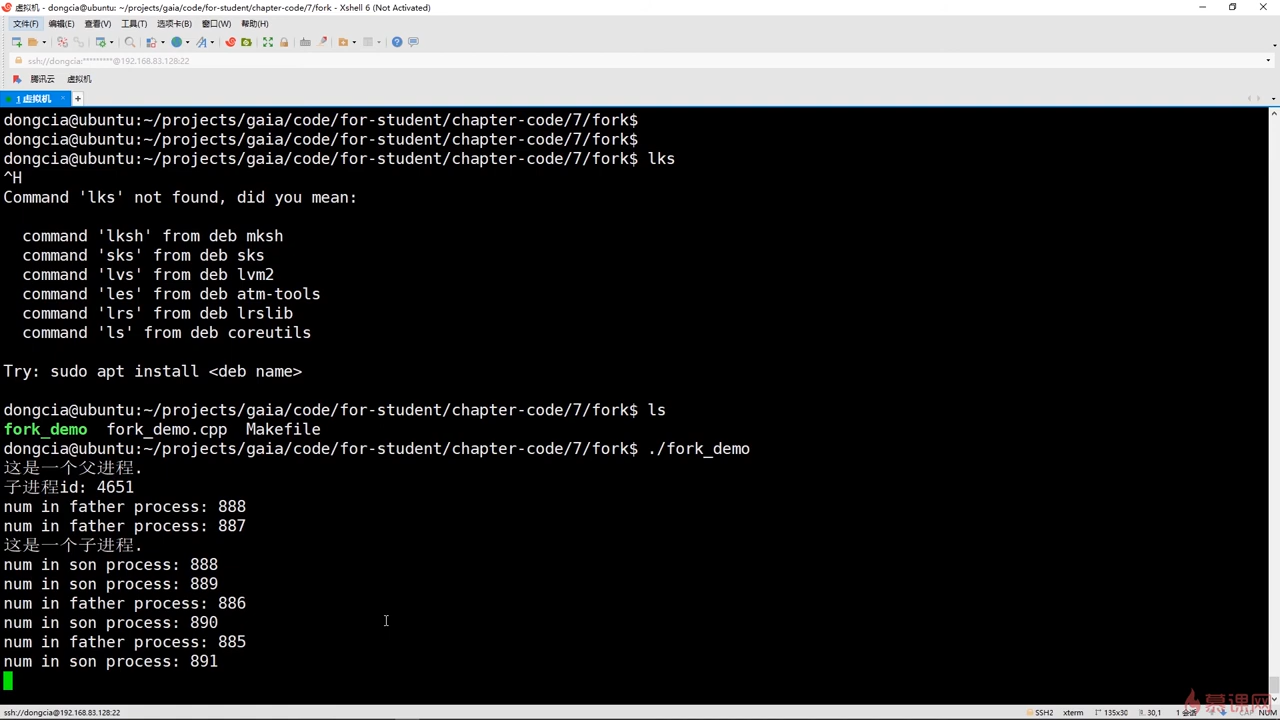 虚拟机 - dongcia@ubuntu: ~/projects/gaia/code/for-student/chapter-code/7/fork - Xshell 6 (Not Activated)
文件(F) 编辑(E) 查看(V) 工具(T) 选项卡(B) 窗口(W) 帮助(H)
ssh://dongcia:*********@192.168.83.128:22
腾讯云 虚拟机
1 虚拟机 × +
dongcia@ubuntu:~/projects/gaia/code/for-student/chapter-code/7/fork$
dongcia@ubuntu:~/projects/gaia/code/for-student/chapter-code/7/fork$
dongcia@ubuntu:~/projects/gaia/code/for-student/chapter-code/7/fork$ lks
^H
Command 'lks' not found, did you mean:
command 'lksh' from deb mksh
command 'sks' from deb sks
command 'lvs' from deb lvm2
command 'les' from deb atm-tools
command 'lrs' from deb lrslib
command 'ls' from deb coreutils
Try: sudo apt install <deb name>
dongcia@ubuntu:~/projects/gaia/code/for-student/chapter-code/7/fork$ ls
fork_demo fork_demo.cpp Makefile
dongcia@ubuntu:~/projects/gaia/code/for-student/chapter-code/7/fork$ ./fork_demo
这是一个父进程.
子进程id: 4651
num in father process: 888
num in father process: 887
这是一个子进程.
num in son process: 888
num in son process: 889
num in father process: 886
num in son process: 890
num in father process: 885
num in son process: 891
慕课网
ssh://dongcia@192.168.83.128:22 SSH2 xterm 135x30 30,1 1 会话 CAP NUM